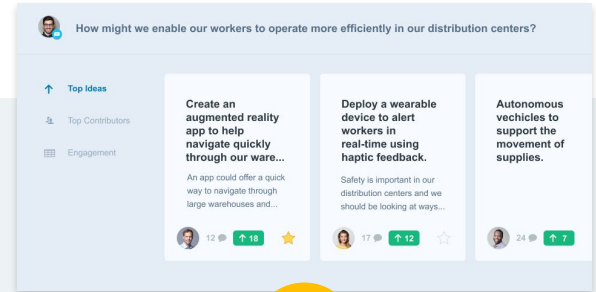 How might we enable our workers to operate more efficiently in our distribution centers?
Top Ideas
Top Contributors
Engagement
Create an
augmented reality
app to help
navigate quickly
through our ware...
An app could offer a quick
way to navigate through
large warehouses and...
12
18
Deploy a wearable
device to alert
workers in
real-time using
haptic feedback.
Safety is important in our
distribution centers and we
should be looking at ways...
17
12
Autonomous
vechicles to
support the
movement of
supplies.
24
7